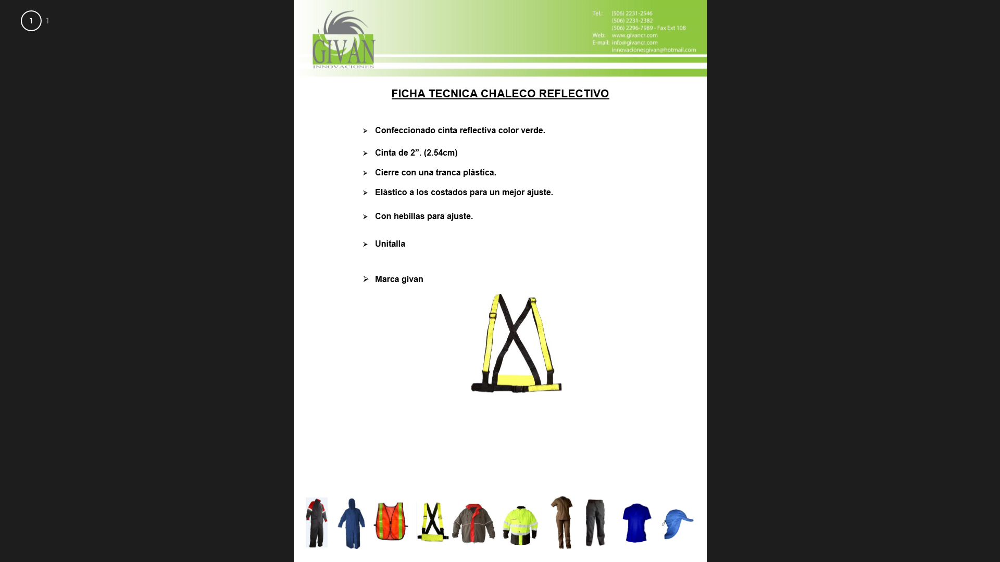 1 1
GIVAN
INNOVACIONES
Tel.: (506) 2231-2546
(506) 2231-2382
(506) 2296-7989 - Fax Ext 108
Web: www.givancr.com
E-mail: info@givancr.com
innovacionesgivan@hotmail.com
FICHA TECNICA CHALECO REFLECTIVO
➢ Confeccionado cinta reflectiva color verde.
➢ Cinta de 2”. (2.54cm)
➢ Cierre con una tranca plástica.
➢ Elástico a los costados para un mejor ajuste.
➢ Con hebillas para ajuste.
➢ Unitalla
➢ Marca givan